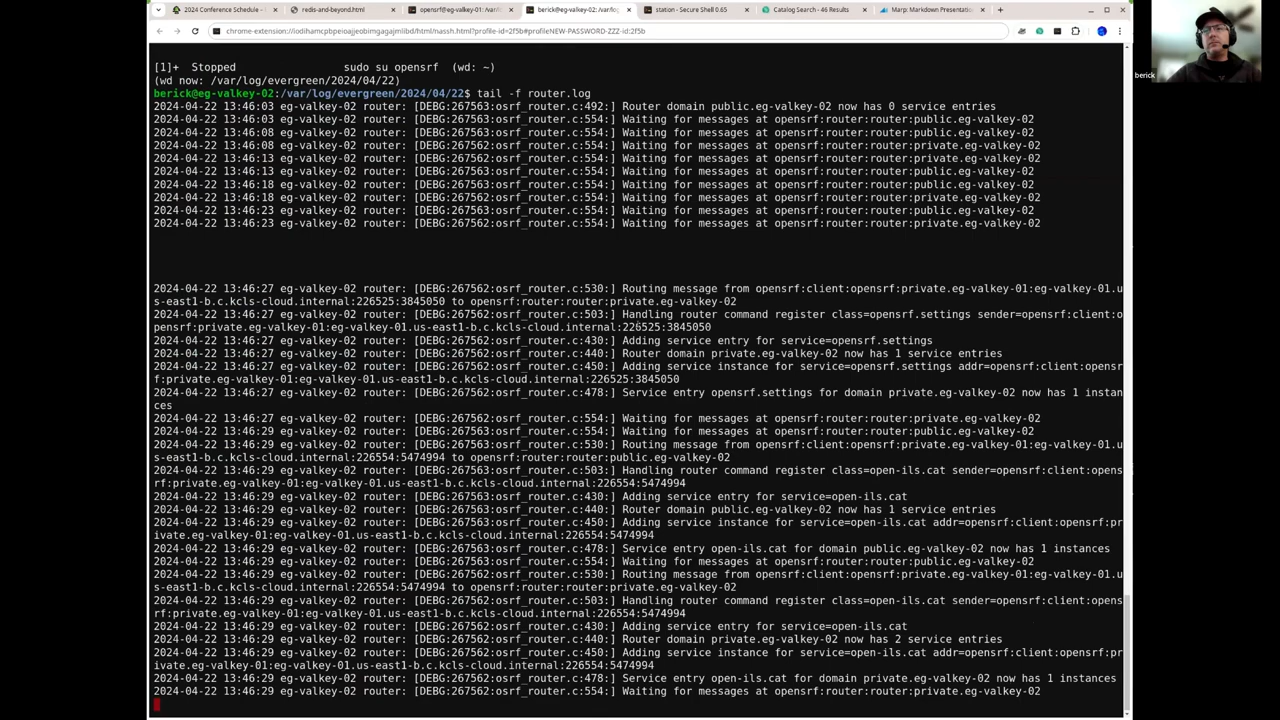 2024 Conference Schedule –
redis-and-beyond.html
opensrf@eg-valkey-01: /var/l
berick@eg-valkey-02: /var/log
station - Secure Shell 0.65
Catalog Search - 46 Results
Marp: Markdown Presentatio
chrome-extension://iodihamcpbpeioajjeobimgagajmlibd/html/nassh.html?profile-id=2f5b#profileNEW-PASSWORD-ZZZ-id:2f5b
berick
[1]+  Stopped                 sudo su opensrf  (wd: ~)
(wd now: /var/log/evergreen/2024/04/22)
berick@eg-valkey-02:/var/log/evergreen/2024/04/22$ tail -f router.log
2024-04-22 13:46:03 eg-valkey-02 router: [DEBG:267563:osrf_router.c:492:] Router domain public.eg-valkey-02 now has 0 service entries
2024-04-22 13:46:03 eg-valkey-02 router: [DEBG:267563:osrf_router.c:554:] Waiting for messages at opensrf:router:router:public.eg-valkey-02
2024-04-22 13:46:08 eg-valkey-02 router: [DEBG:267563:osrf_router.c:554:] Waiting for messages at opensrf:router:router:public.eg-valkey-02
2024-04-22 13:46:08 eg-valkey-02 router: [DEBG:267562:osrf_router.c:554:] Waiting for messages at opensrf:router:router:private.eg-valkey-02
2024-04-22 13:46:13 eg-valkey-02 router: [DEBG:267562:osrf_router.c:554:] Waiting for messages at opensrf:router:router:private.eg-valkey-02
2024-04-22 13:46:13 eg-valkey-02 router: [DEBG:267563:osrf_router.c:554:] Waiting for messages at opensrf:router:router:public.eg-valkey-02
2024-04-22 13:46:18 eg-valkey-02 router: [DEBG:267563:osrf_router.c:554:] Waiting for messages at opensrf:router:router:public.eg-valkey-02
2024-04-22 13:46:18 eg-valkey-02 router: [DEBG:267562:osrf_router.c:554:] Waiting for messages at opensrf:router:router:private.eg-valkey-02
2024-04-22 13:46:23 eg-valkey-02 router: [DEBG:267563:osrf_router.c:554:] Waiting for messages at opensrf:router:router:public.eg-valkey-02
2024-04-22 13:46:23 eg-valkey-02 router: [DEBG:267562:osrf_router.c:554:] Waiting for messages at opensrf:router:router:private.eg-valkey-02
2024-04-22 13:46:27 eg-valkey-02 router: [DEBG:267562:osrf_router.c:530:] Routing message from opensrf:client:opensrf:private.eg-valkey-01:eg-valkey-01.u
s-east1-b.c.kcls-cloud.internal:226525:3845050 to opensrf:router:router:private.eg-valkey-02
2024-04-22 13:46:27 eg-valkey-02 router: [DEBG:267562:osrf_router.c:503:] Handling router command register class=opensrf.settings sender=opensrf:client:o
pensrf:private.eg-valkey-01:eg-valkey-01.us-east1-b.c.kcls-cloud.internal:226525:3845050
2024-04-22 13:46:27 eg-valkey-02 router: [DEBG:267562:osrf_router.c:430:] Adding service entry for service=opensrf.settings
2024-04-22 13:46:27 eg-valkey-02 router: [DEBG:267562:osrf_router.c:440:] Router domain private.eg-valkey-02 now has 1 service entries
2024-04-22 13:46:27 eg-valkey-02 router: [DEBG:267562:osrf_router.c:450:] Adding service instance for service=opensrf.settings addr=opensrf:client:opensr
f:private.eg-valkey-01:eg-valkey-01.us-east1-b.c.kcls-cloud.internal:226525:3845050
2024-04-22 13:46:27 eg-valkey-02 router: [DEBG:267562:osrf_router.c:478:] Service entry opensrf.settings for domain private.eg-valkey-02 now has 1 instan
ces
2024-04-22 13:46:27 eg-valkey-02 router: [DEBG:267562:osrf_router.c:554:] Waiting for messages at opensrf:router:router:private.eg-valkey-02
2024-04-22 13:46:28 eg-valkey-02 router: [DEBG:267563:osrf_router.c:554:] Waiting for messages at opensrf:router:router:public.eg-valkey-02
2024-04-22 13:46:29 eg-valkey-02 router: [DEBG:267563:osrf_router.c:530:] Routing message from opensrf:client:opensrf:private.eg-valkey-01:eg-valkey-01.u
s-east1-b.c.kcls-cloud.internal:226554:5474994 to opensrf:router:router:public.eg-valkey-02
2024-04-22 13:46:29 eg-valkey-02 router: [DEBG:267563:osrf_router.c:503:] Handling router command register class=open-ils.cat sender=opensrf:client:opens
rf:private.eg-valkey-01:eg-valkey-01.us-east1-b.c.kcls-cloud.internal:226554:5474994
2024-04-22 13:46:29 eg-valkey-02 router: [DEBG:267563:osrf_router.c:430:] Adding service entry for service=open-ils.cat
2024-04-22 13:46:29 eg-valkey-02 router: [DEBG:267563:osrf_router.c:440:] Router domain public.eg-valkey-02 now has 1 service entries
2024-04-22 13:46:29 eg-valkey-02 router: [DEBG:267563:osrf_router.c:450:] Adding service instance for service=open-ils.cat addr=opensrf:client:opensrf:pr
ivate.eg-valkey-01:eg-valkey-01.us-east1-b.c.kcls-cloud.internal:226554:5474994
2024-04-22 13:46:29 eg-valkey-02 router: [DEBG:267563:osrf_router.c:478:] Service entry open-ils.cat for domain public.eg-valkey-02 now has 1 instances
2024-04-22 13:46:29 eg-valkey-02 router: [DEBG:267563:osrf_router.c:554:] Waiting for messages at opensrf:router:router:public.eg-valkey-02
2024-04-22 13:46:29 eg-valkey-02 router: [DEBG:267562:osrf_router.c:530:] Routing message from opensrf:client:opensrf:private.eg-valkey-01:eg-valkey-01.u
s-east1-b.c.kcls-cloud.internal:226554:5474994 to opensrf:router:router:private.eg-valkey-02
2024-04-22 13:46:29 eg-valkey-02 router: [DEBG:267562:osrf_router.c:503:] Handling router command register class=open-ils.cat sender=opensrf:client:opens
rf:private.eg-valkey-01:eg-valkey-01.us-east1-b.c.kcls-cloud.internal:226554:5474994
2024-04-22 13:46:29 eg-valkey-02 router: [DEBG:267562:osrf_router.c:430:] Adding service entry for service=open-ils.cat
2024-04-22 13:46:29 eg-valkey-02 router: [DEBG:267562:osrf_router.c:440:] Router domain private.eg-valkey-02 now has 2 service entries
2024-04-22 13:46:29 eg-valkey-02 router: [DEBG:267562:osrf_router.c:450:] Adding service instance for service=open-ils.cat addr=opensrf:client:opensrf:pr
ivate.eg-valkey-01:eg-valkey-01.us-east1-b.c.kcls-cloud.internal:226554:5474994
2024-04-22 13:46:29 eg-valkey-02 router: [DEBG:267562:osrf_router.c:478:] Service entry open-ils.cat for domain private.eg-valkey-02 now has 1 instances
2024-04-22 13:46:29 eg-valkey-02 router: [DEBG:267562:osrf_router.c:554:] Waiting for messages at opensrf:router:router:private.eg-valkey-02